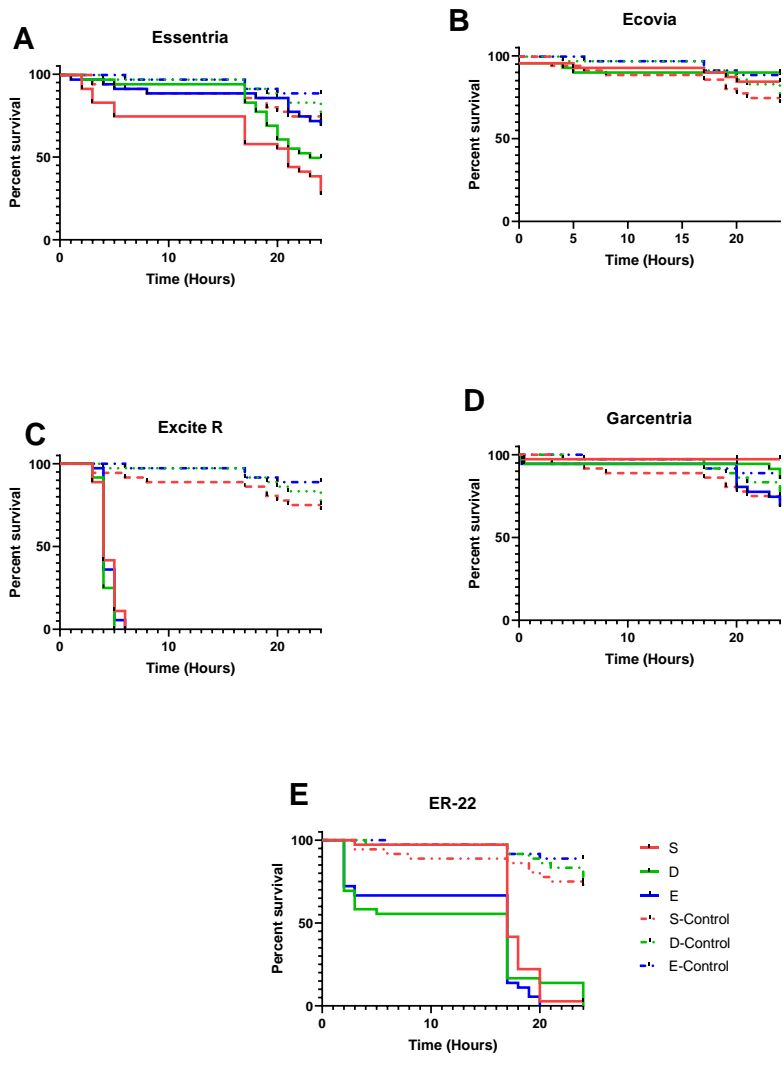 A
Essentria
Percent survival
100
50
0
0 10 20
Time (Hours)
B
Ecovia
Percent survival
100
50
0
0 5 10 15 20
Time (Hours)
C
Excite R
Percent survival
100
50
0
0 10 20
Time (Hours)
D
Garcentria
Percent survival
100
50
0
0 10 20
Time (Hours)
E
ER-22
Percent survival
100
50
0
0 10 20
Time (Hours)
S
D
E
S-Control
D-Control
E-Control